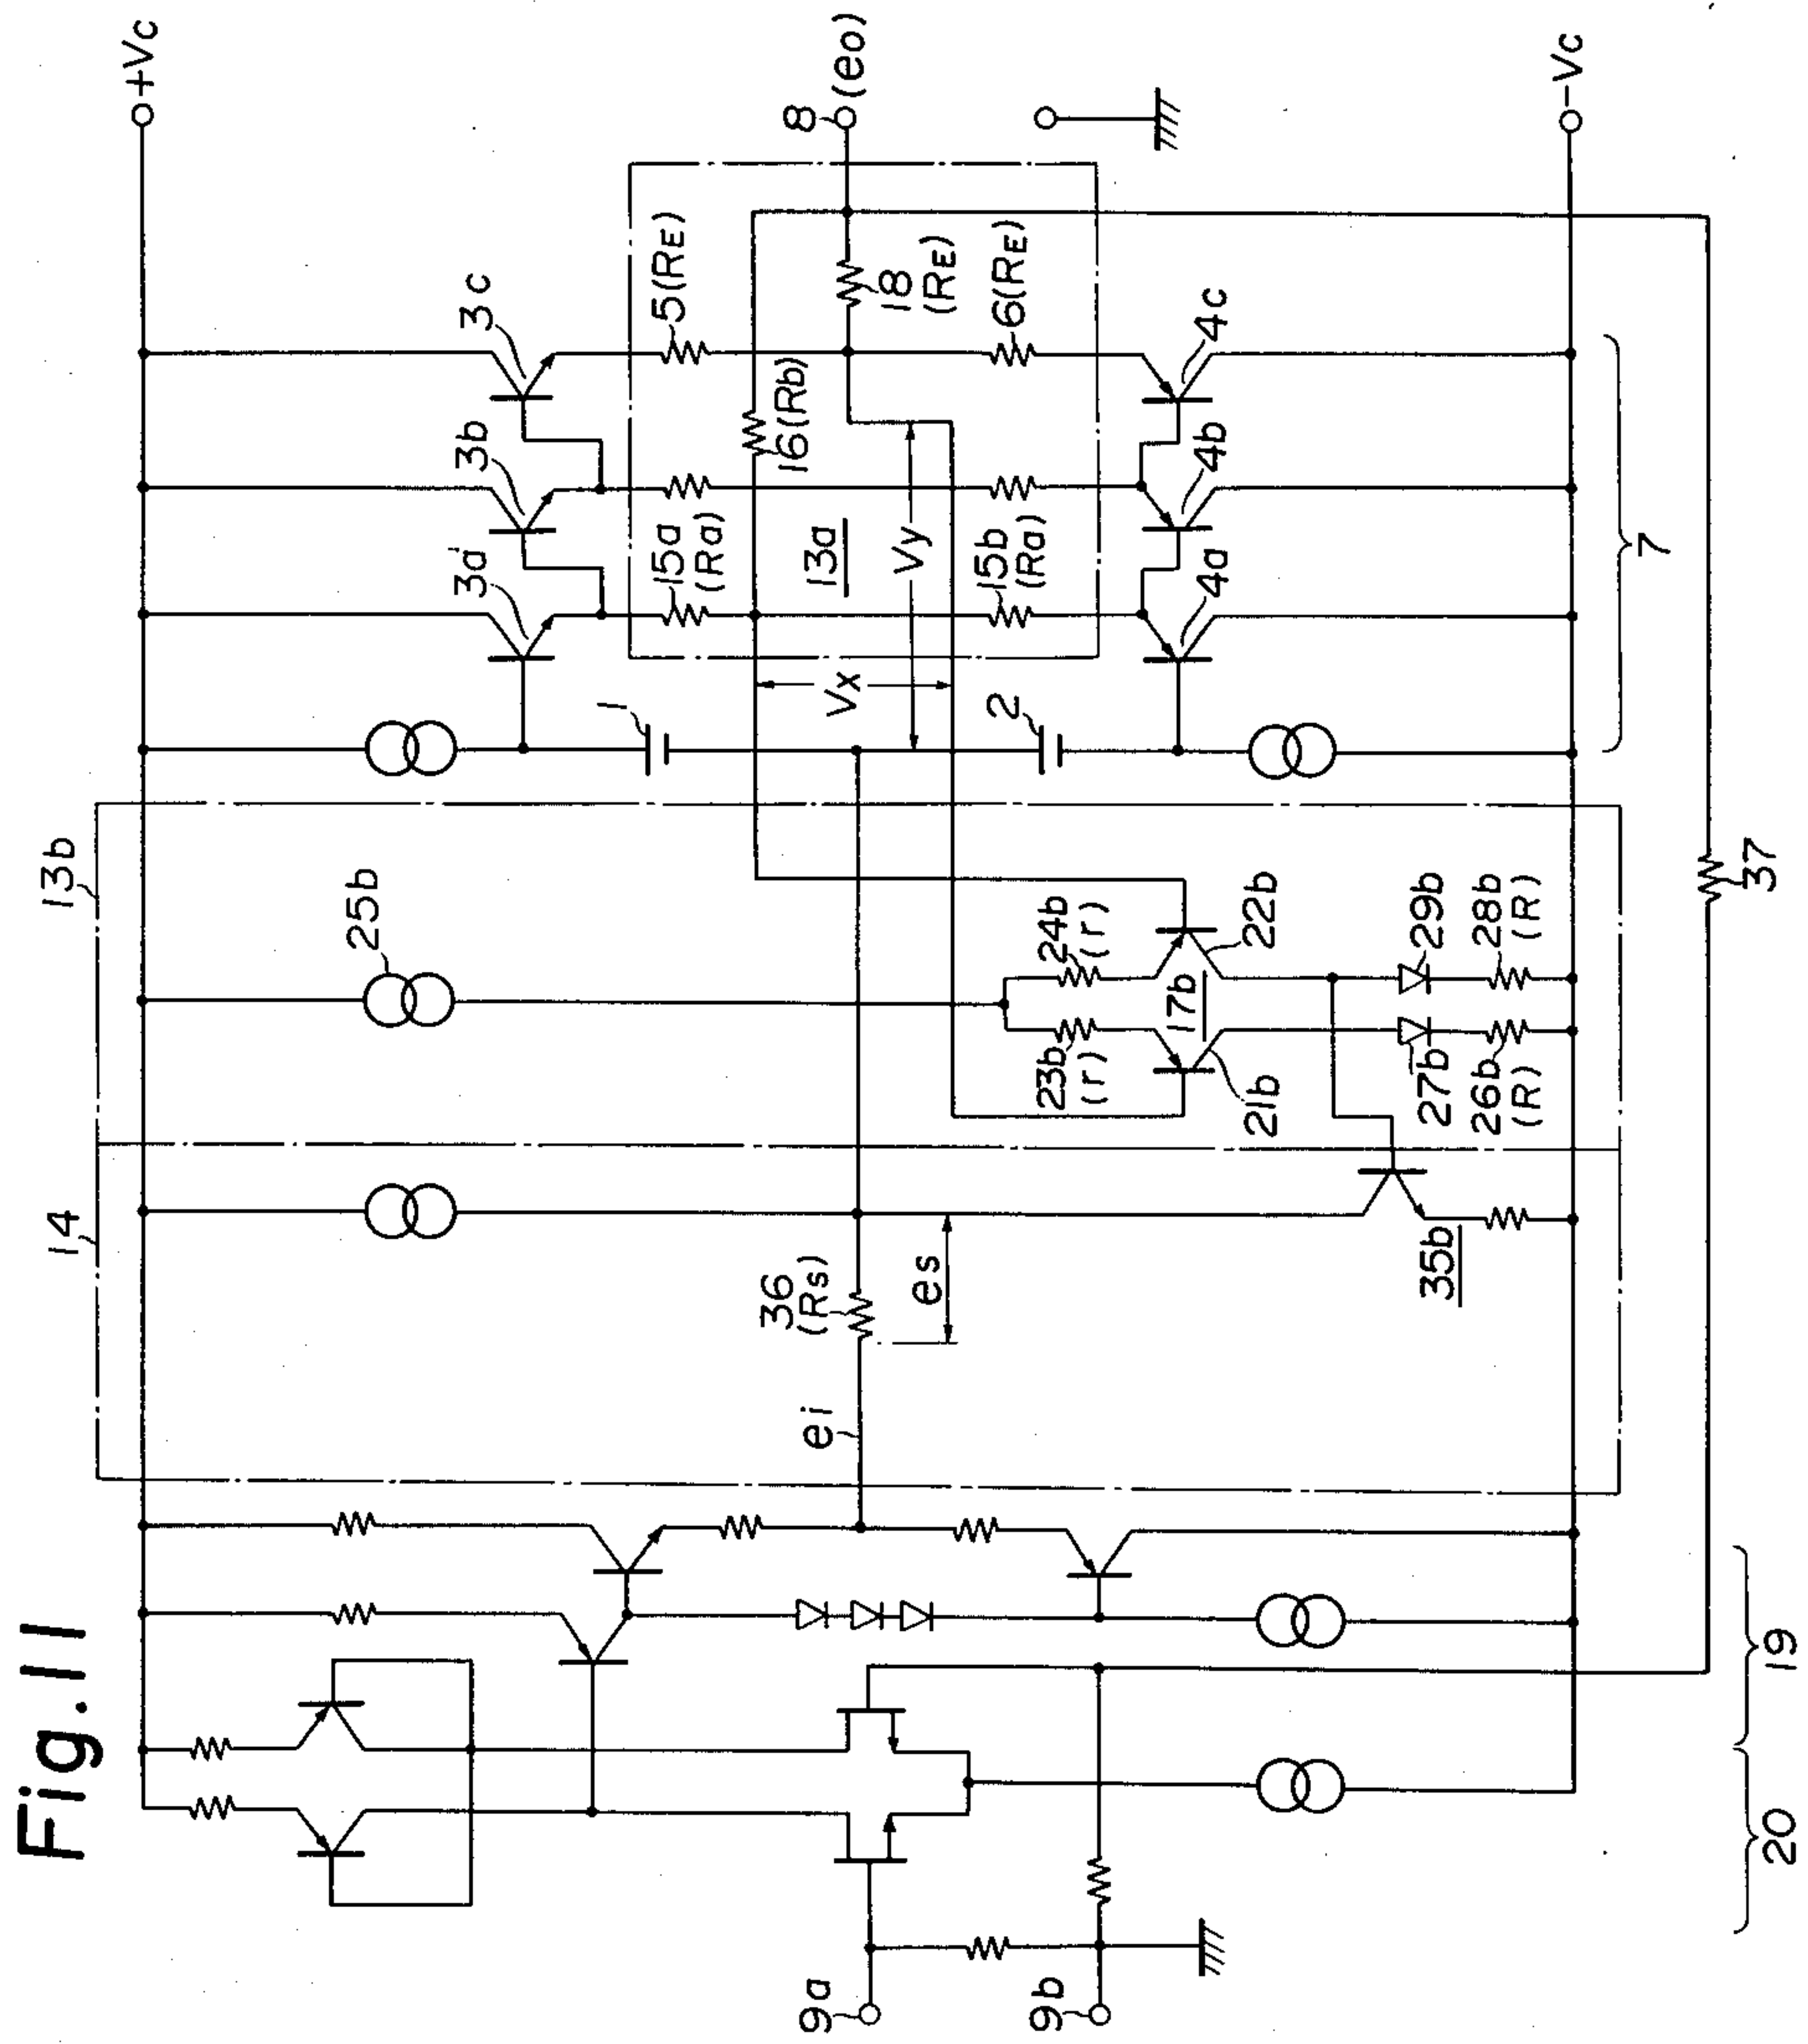 Fig.11
+Vc
8
(eo)
-Vc
3a
3b
3c
5(RE)
18
(RE)
6(RE)
16(Rb)
15a
(Ra)
13a
Vy
15b
(Ra)
4a
4b
4c
7
Vx
1
2
13b
25b
24b
(r)
22b
17b
23b
(r)
21b
29b
28b
(R)
27b
26b
(R)
37
14
36
(Rs)
es
35b
ei
19
20
9a
9b